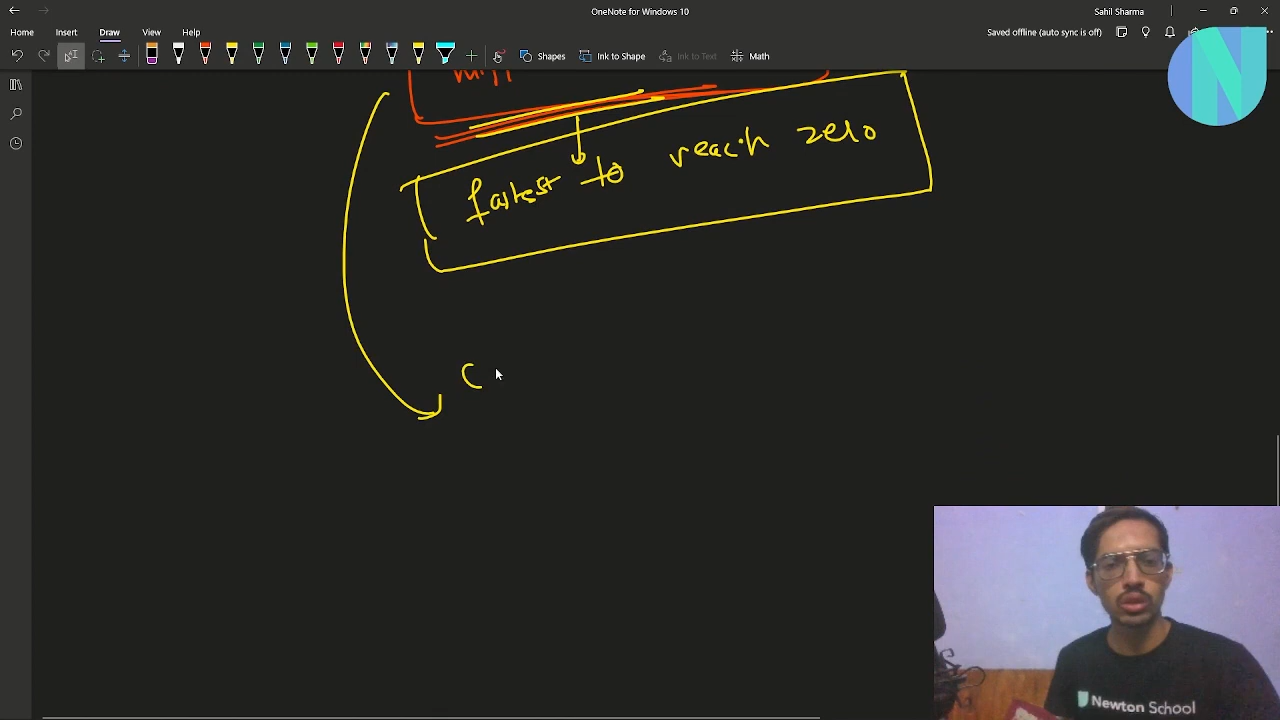 OneNote for Windows 10
Sahil Sharma
Home Insert Draw View Help
Saved offline (auto sync is off)
Shapes Ink to Shape Ink to Text Math
fastest to reach zero
C
Newton School